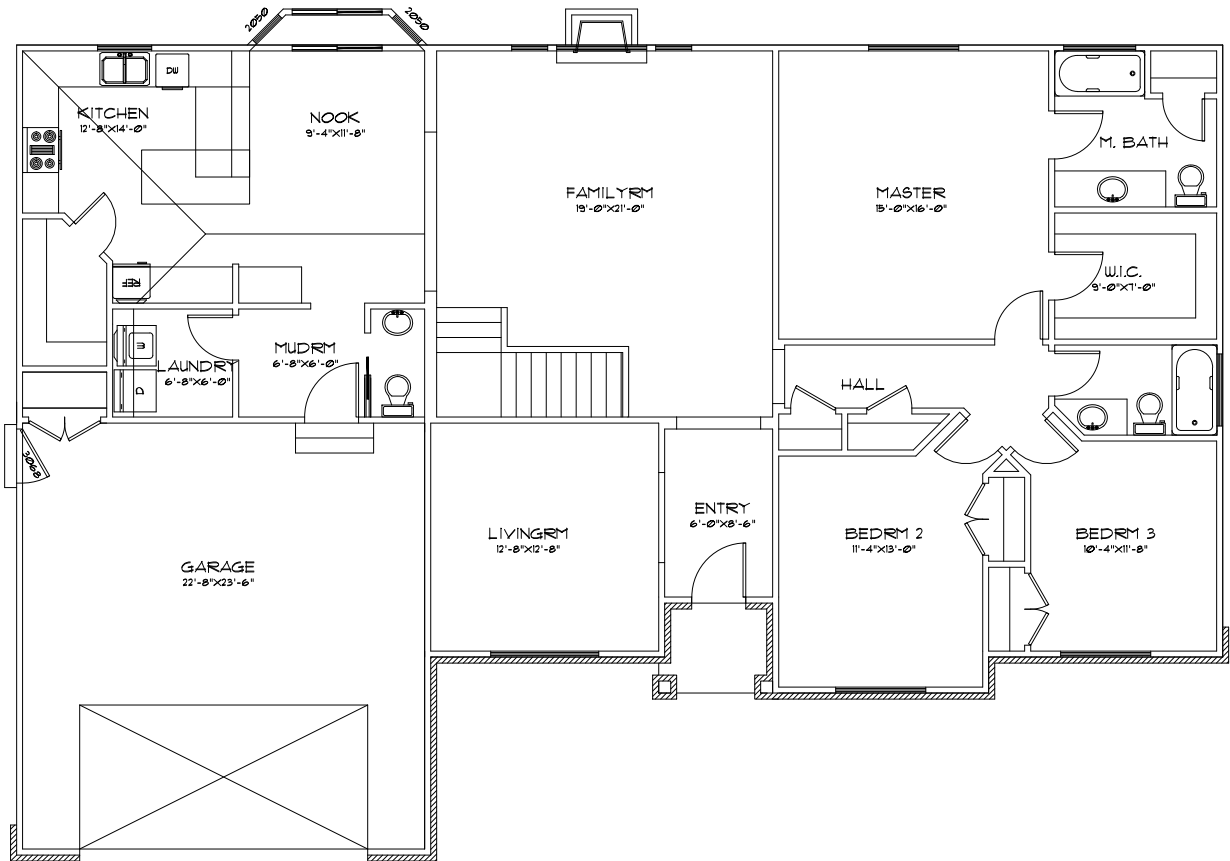 2050
2050
DW
KITCHEN
12'-8"X14'-0"
NOOK
9'-4"X11'-8"
FAMILYRM
19'-0"X21'-0"
MASTER
15'-0"X16'-0"
M. BATH
W.I.C.
9'-0"X7'-0"
REF
W
D
LAUNDRY
6'-8"X6'-0"
MUDRM
6'-8"X6'-0"
HALL
3068
GARAGE
22'-8"X23'-6"
LIVINGRM
12'-8"X12'-8"
ENTRY
6'-0"X8'-6"
BEDRM 2
11'-4"X13'-0"
BEDRM 3
10'-4"X11'-8"